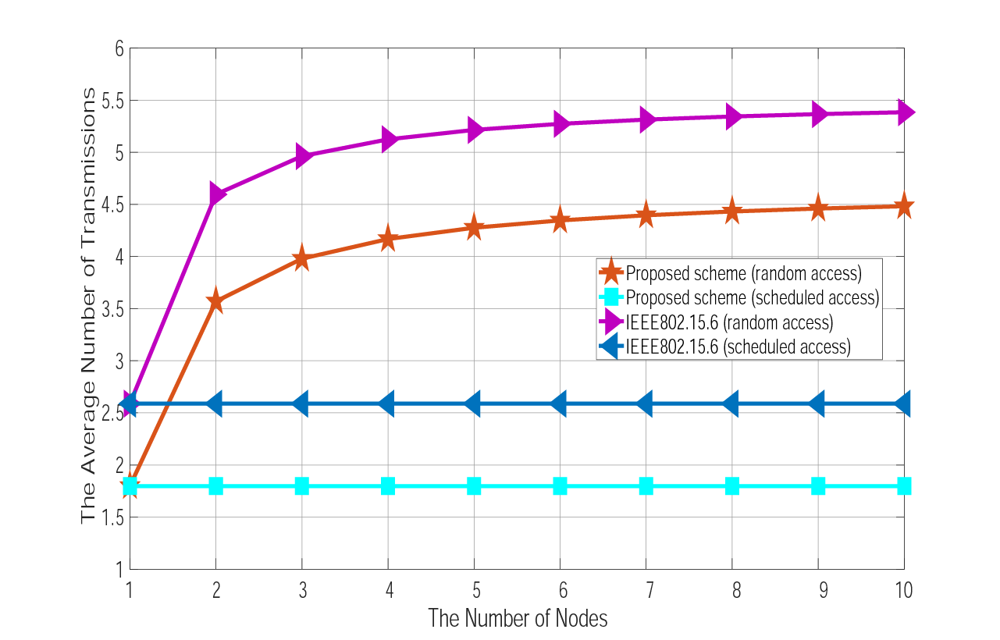 The Average Number of Transmissions
6
5.5
5
4.5
4
3.5
3
2.5
2
1.5
1
Proposed scheme (random access)
Proposed scheme (scheduled access)
IEEE802.15.6 (random access)
IEEE802.15.6 (scheduled access)
1 2 3 4 5 6 7 8 9 10
The Number of Nodes